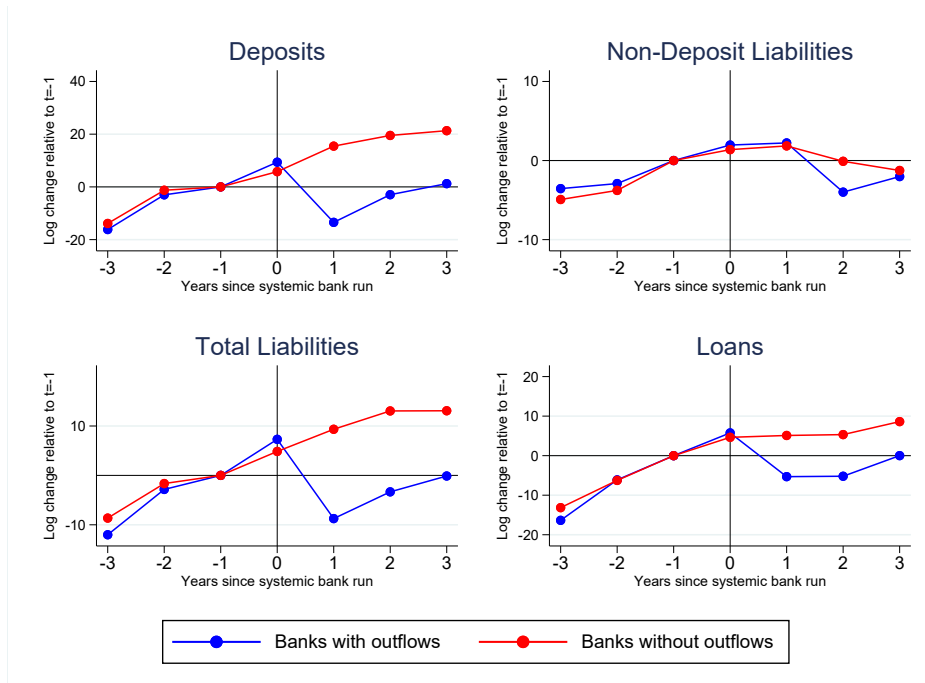 Deposits
Log change relative to t=-1
40
20
0
-20
-3 -2 -1 0 1 2 3
Years since systemic bank run
Non-Deposit Liabilities
Log change relative to t=-1
10
0
-10
-3 -2 -1 0 1 2 3
Years since systemic bank run
Total Liabilities
Log change relative to t=-1
10
-10
-3 -2 -1 0 1 2 3
Years since systemic bank run
Loans
Log change relative to t=-1
20
10
0
-10
-20
-3 -2 -1 0 1 2 3
Years since systemic bank run
Banks with outflows Banks without outflows